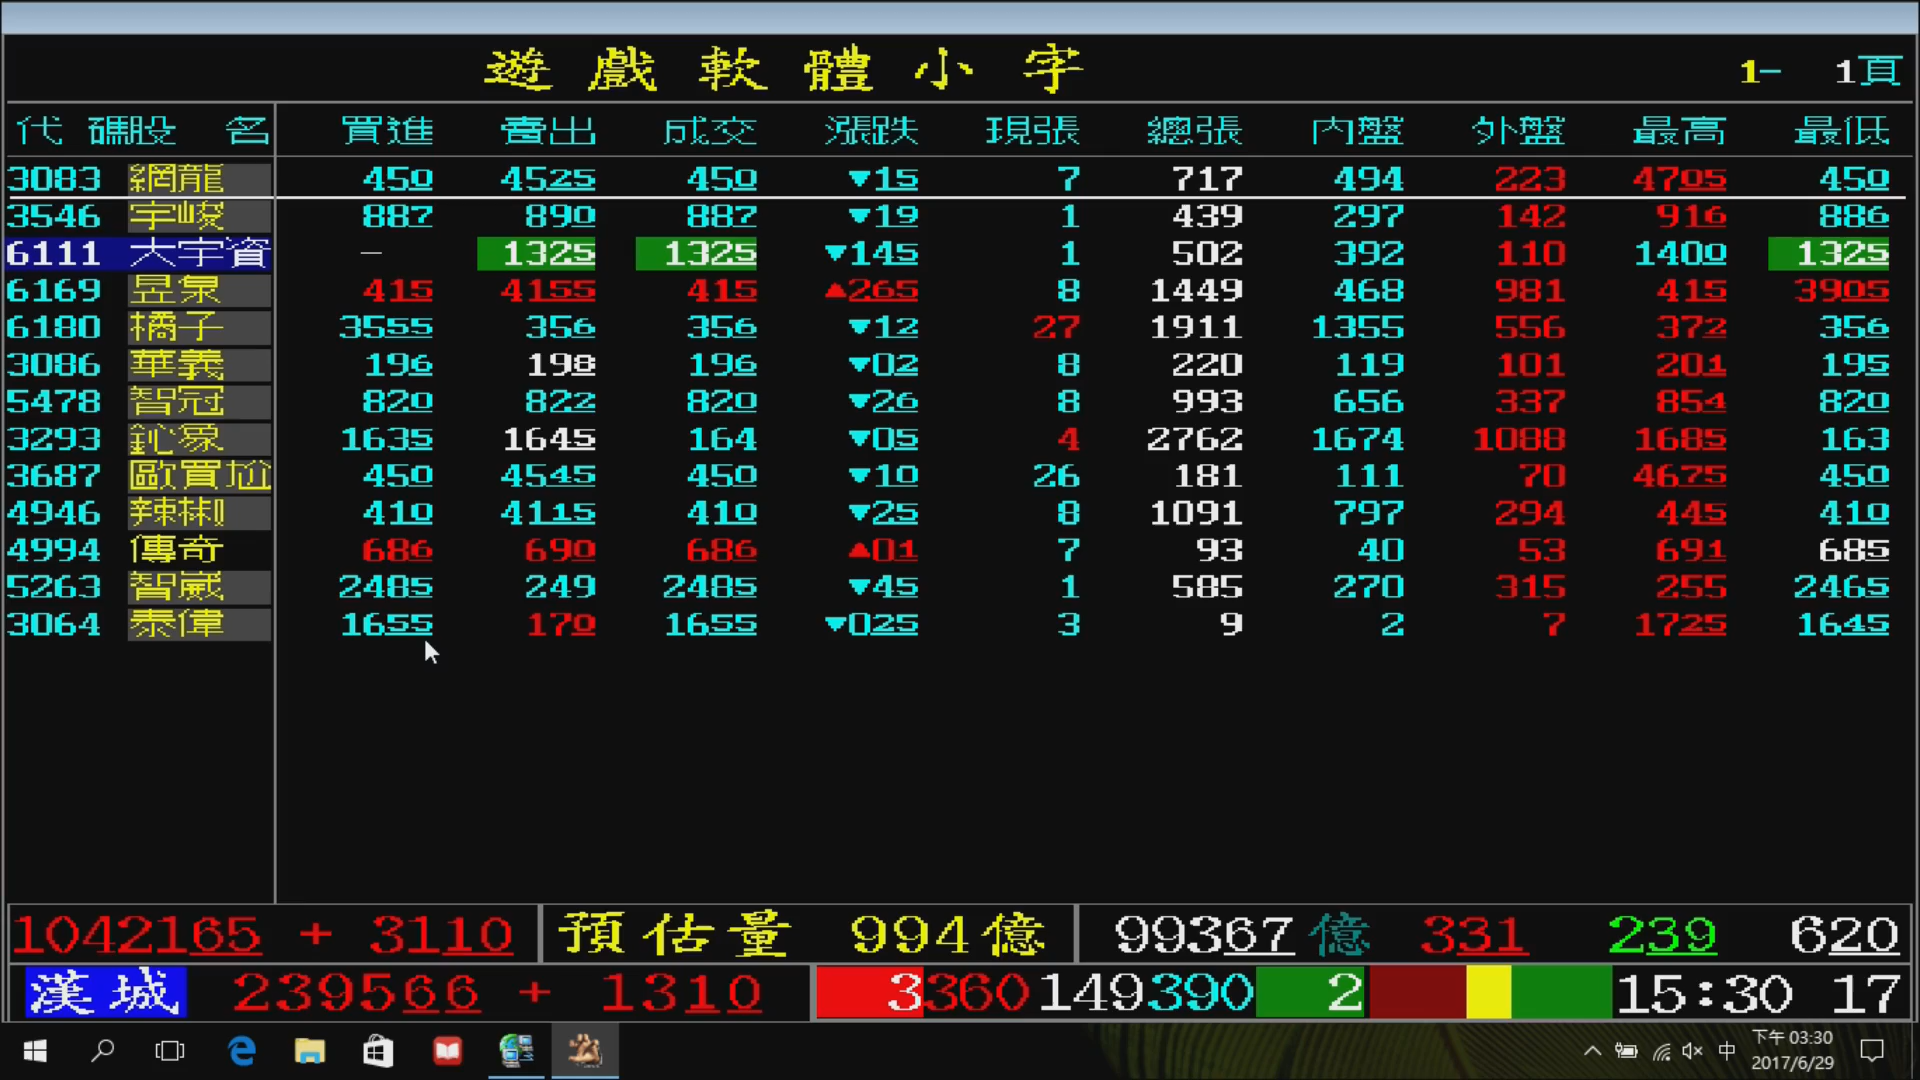 遊戲軟體小字 1- 1頁
代碼股名 買進 賣出 成交 漲跌 現張 總張 內盤 外盤 最高 最低
3083 網龍 450 4525 450 ▼15 7 717 494 223 4705 450
3546 宇峻 887 890 887 ▼19 1 439 297 142 916 886
6111 大宇資 — 1325 1325 ▼145 1 502 392 110 1400 1325
6169 昱泉 415 4155 415 ▲265 8 1449 468 981 415 3905
6180 橘子 3555 356 356 ▼12 27 1911 1355 556 372 356
3086 華義 196 198 196 ▼02 8 220 119 101 201 195
5478 智冠 820 822 820 ▼26 8 993 656 337 854 820
3293 鈊象 1635 1645 164 ▼05 4 2762 1674 1088 1685 163
3687 歐買尬 450 4545 450 ▼10 26 181 111 70 4675 450
4946 辣椒 410 4115 410 ▼25 8 1091 797 294 445 410
4994 傳奇 686 690 686 ▲01 7 93 40 53 691 685
5263 智崴 2485 249 2485 ▼45 1 585 270 315 255 2465
3064 泰偉 1655 170 1655 ▼025 3 9 2 7 1725 1645
1042165 + 3110 預估量 994億 99367億 331 239 620
漢城 239566 + 1310 3360 149390 2 15:30 17
中 下午 03:30
2017/6/29